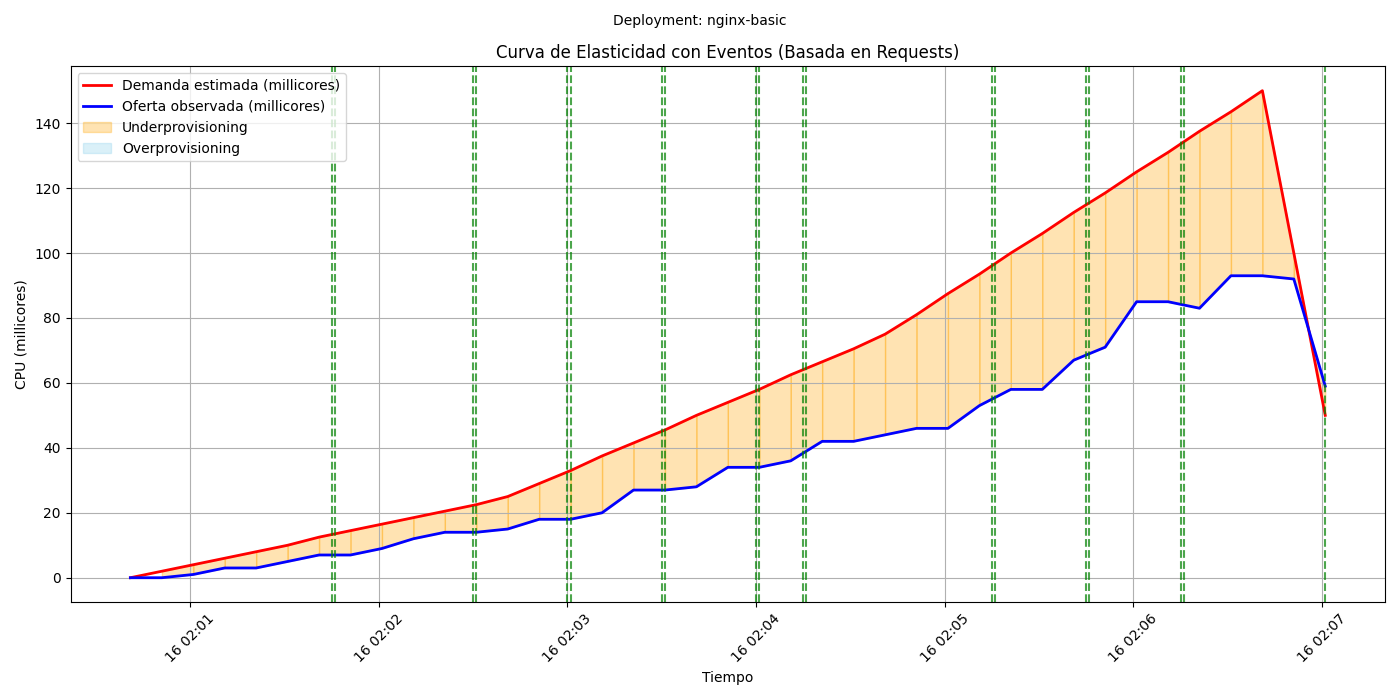 Deployment: nginx-basic
Curva de Elasticidad con Eventos (Basada en Requests)
Demanda estimada (millicores)
Oferta observada (millicores)
Underprovisioning
Overprovisioning
CPU (millicores)
140
120
100
80
60
40
20
0
16 02:01
16 02:02
16 02:03
16 02:04
16 02:05
16 02:06
16 02:07
Tiempo